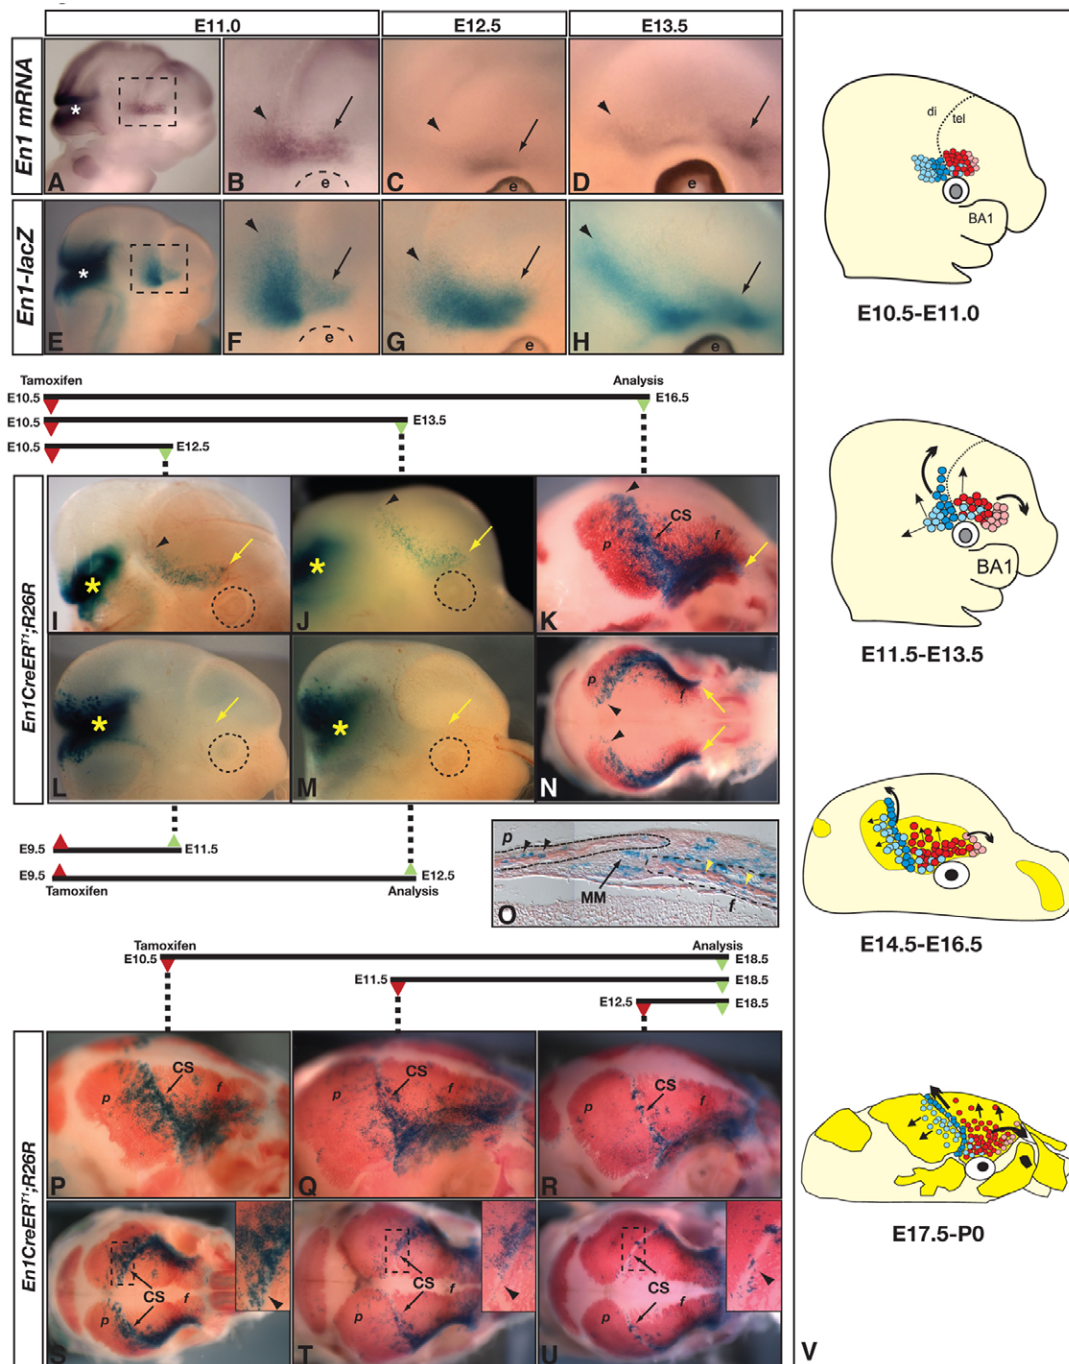 E11.0 E12.5 E13.5
En1 mRNA
* A B e C e D e
En1-lacZ
* E F e G e H e
Tamoxifen Analysis
E10.5 E16.5
E10.5 E13.5
E10.5 E12.5
En1CreERT1;R26R
* I * J p CS f K
* L * M p f N
E9.5 E11.5
E9.5 E12.5
Tamoxifen Analysis
p MM f O
Tamoxifen Analysis
E10.5 E18.5
E11.5 E18.5
E12.5 E18.5
En1CreERT1;R26R
p CS f P p CS f Q p CS f R
p CS f S p CS f T p CS f U
di tel
BA1
E10.5-E11.0
BA1
E11.5-E13.5
E14.5-E16.5
E17.5-P0
V